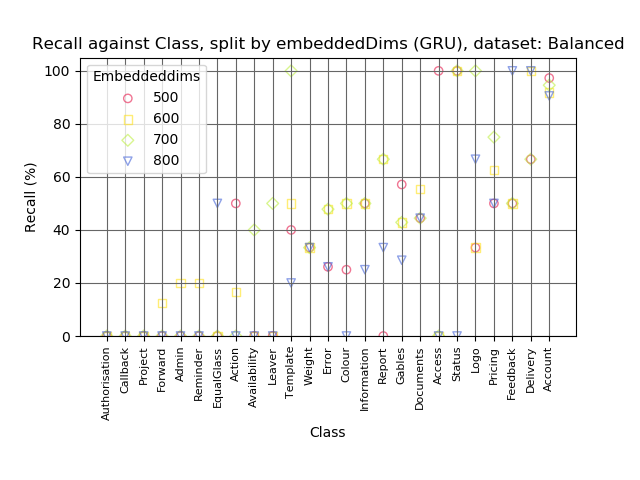 Recall against Class, split by embeddedDims (GRU), dataset: Balanced
Embeddeddims
500
600
700
800
Recall (%)
100
80
60
40
20
0
Authorisation
Callback
Project
Forward
Admin
Reminder
EqualGlass
Action
Availability
Leaver
Template
Weight
Error
Colour
Information
Report
Gables
Documents
Access
Status
Logo
Pricing
Feedback
Delivery
Account
Class